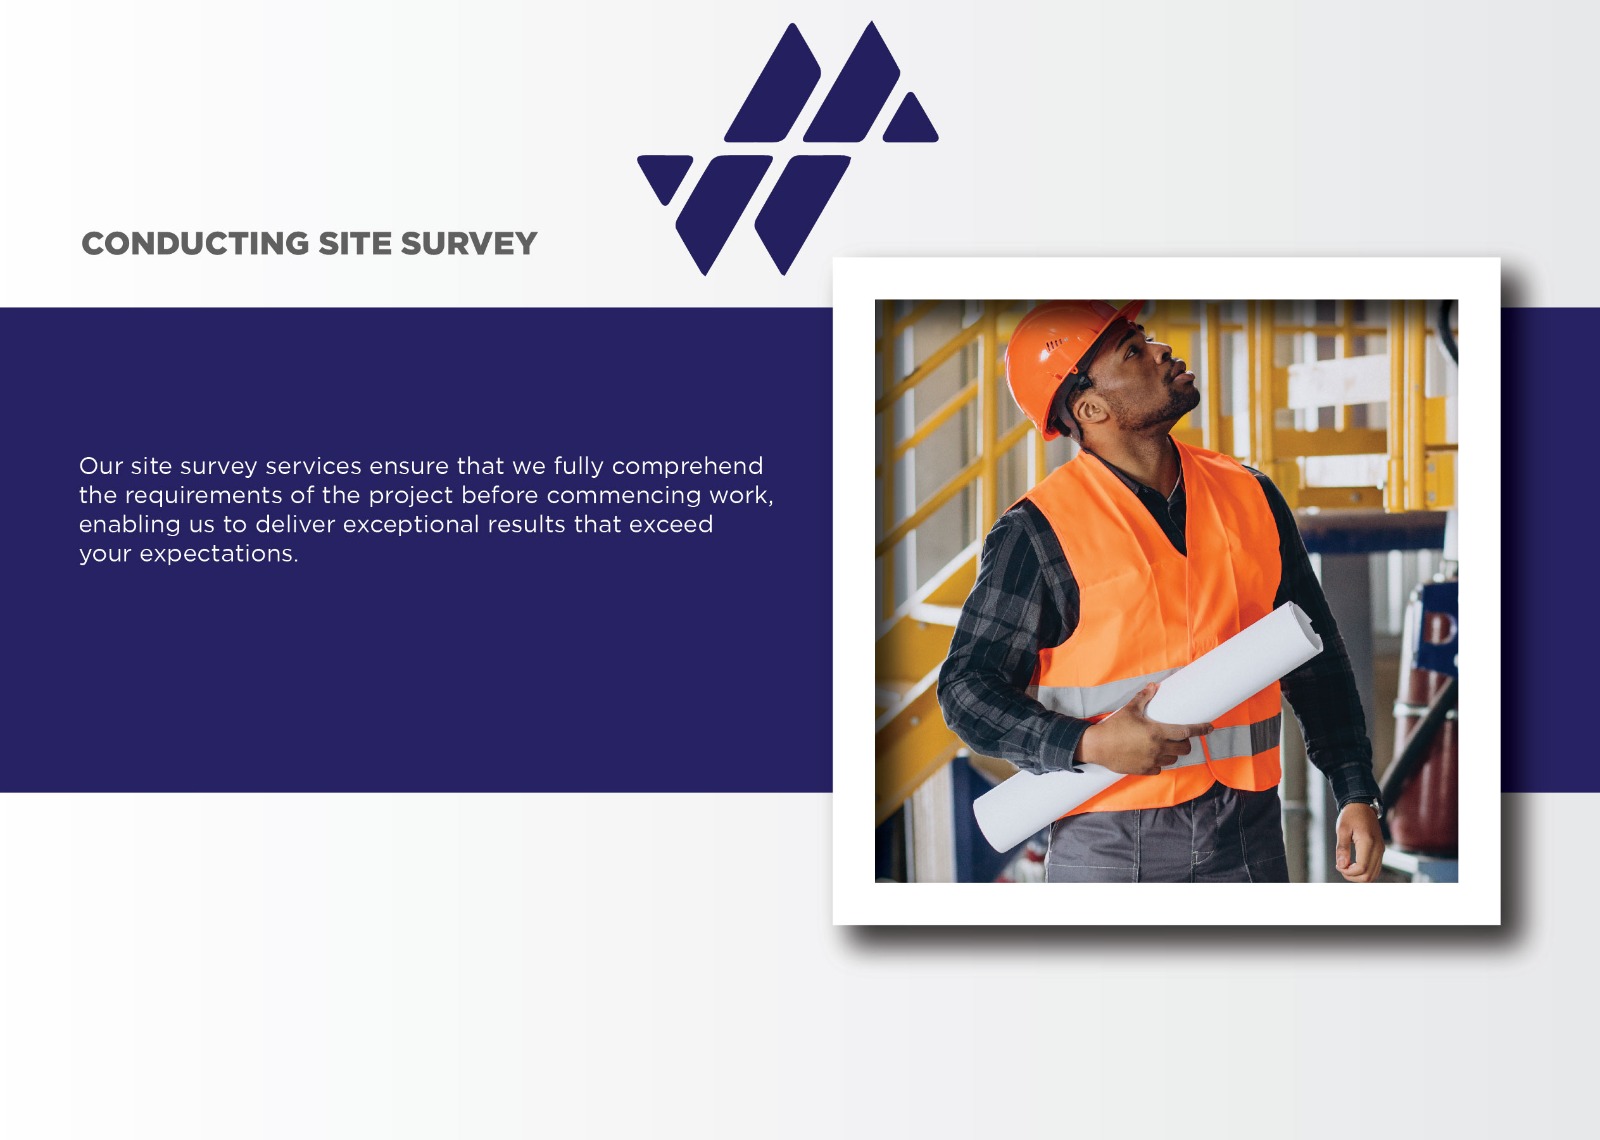 CONDUCTING SITE SURVEY
Our site survey services ensure that we fully comprehend
the requirements of the project before commencing work,
enabling us to deliver exceptional results that exceed
your expectations.